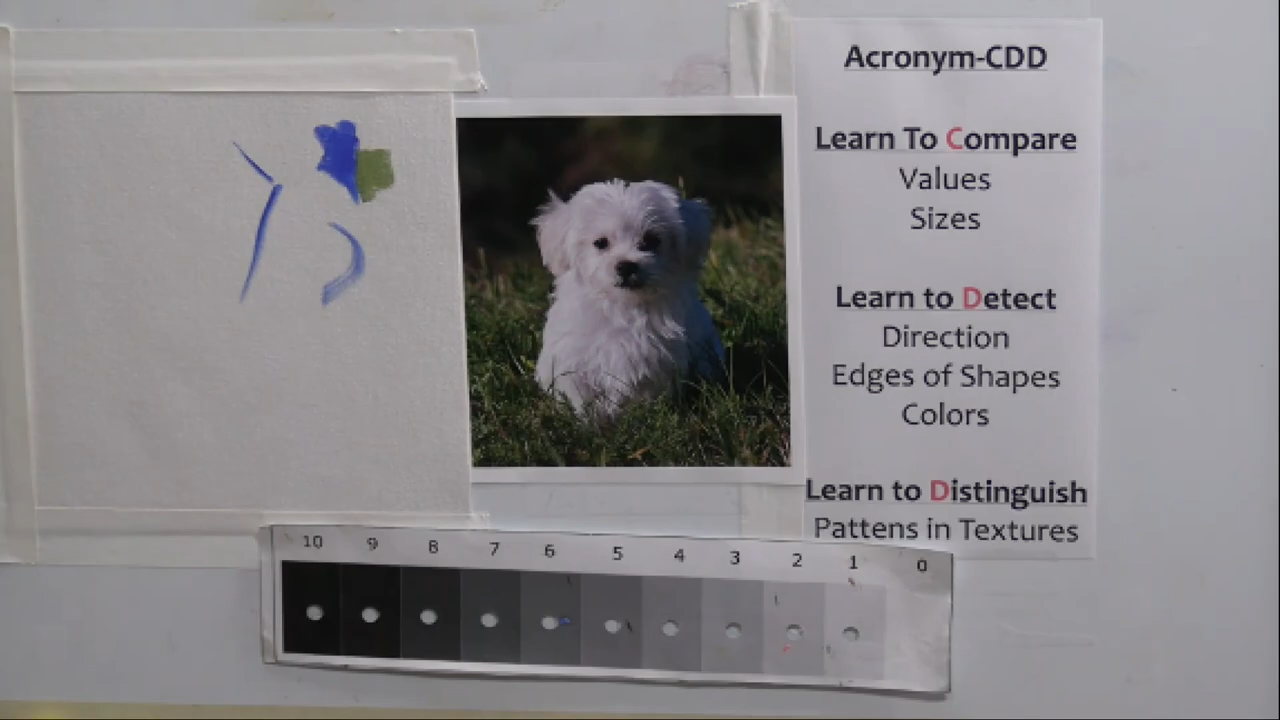 Acronym-CDD
Learn To Compare
Values
Sizes
Learn to Detect
Direction
Edges of Shapes
Colors
Learn to Distinguish
Pattens in Textures
10 9 8 7 6 5 4 3 2 1 0